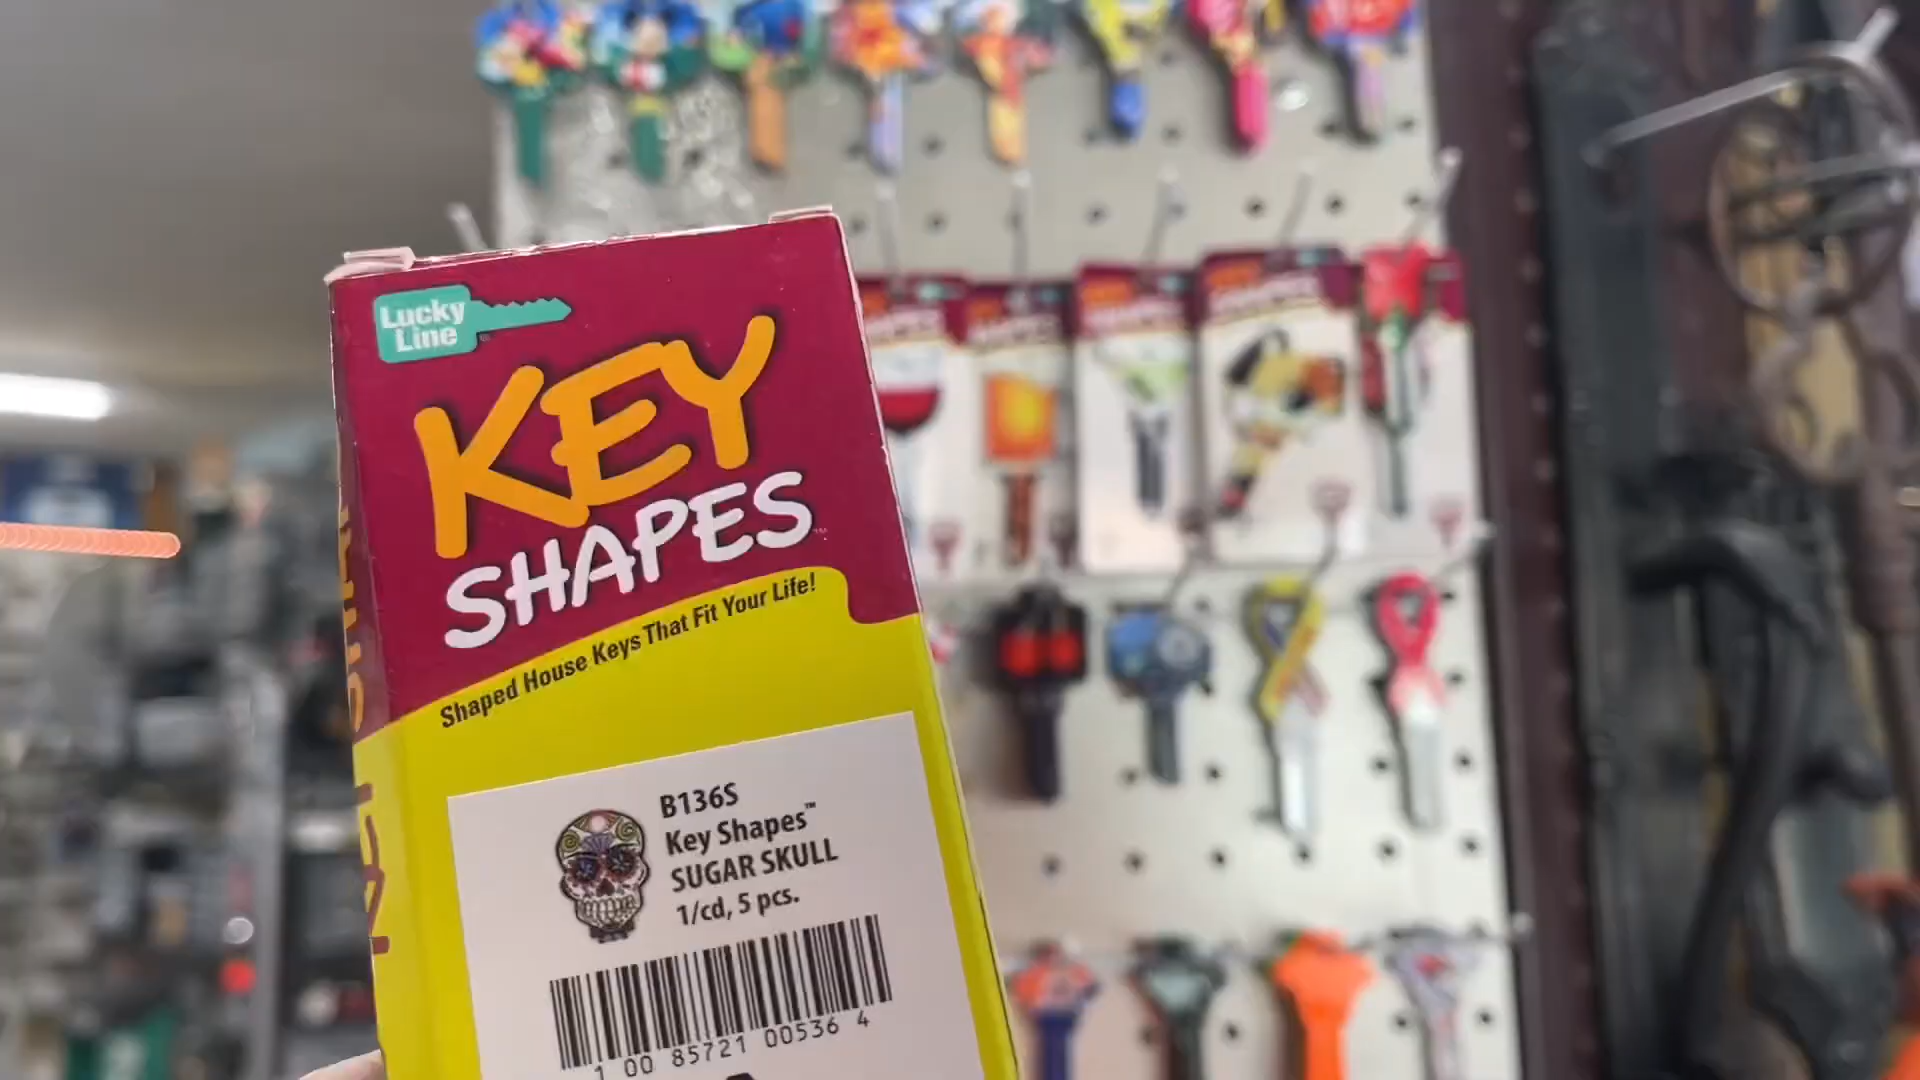 Lucky
Line
KEY
SHAPES™
Shaped House Keys That Fit Your Life!
B136S
Key Shapes™
SUGAR SKULL
1/cd, 5 pcs.
1 00 85721 00536 4